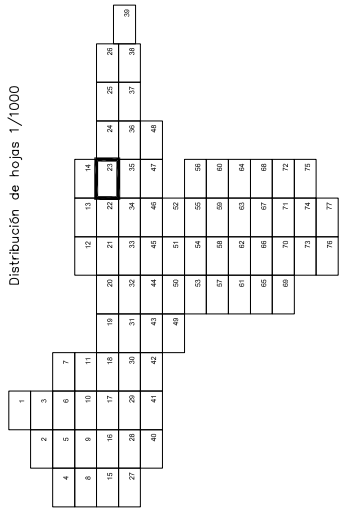 Distribución de hojas 1/1000
1
2 3
4 5 6 7
8 9 10 11 12 13 14
15 16 17 18 19 20 21 22 23 24 25 26
27 28 29 30 31 32 33 34 35 36 37 38 39
40 41 42 43 44 45 46 47 48
49 50 51 52
53 54 55 56
57 58 59 60
61 62 63 64
65 66 67 68
69 70 71 72
73 74 75
76 77